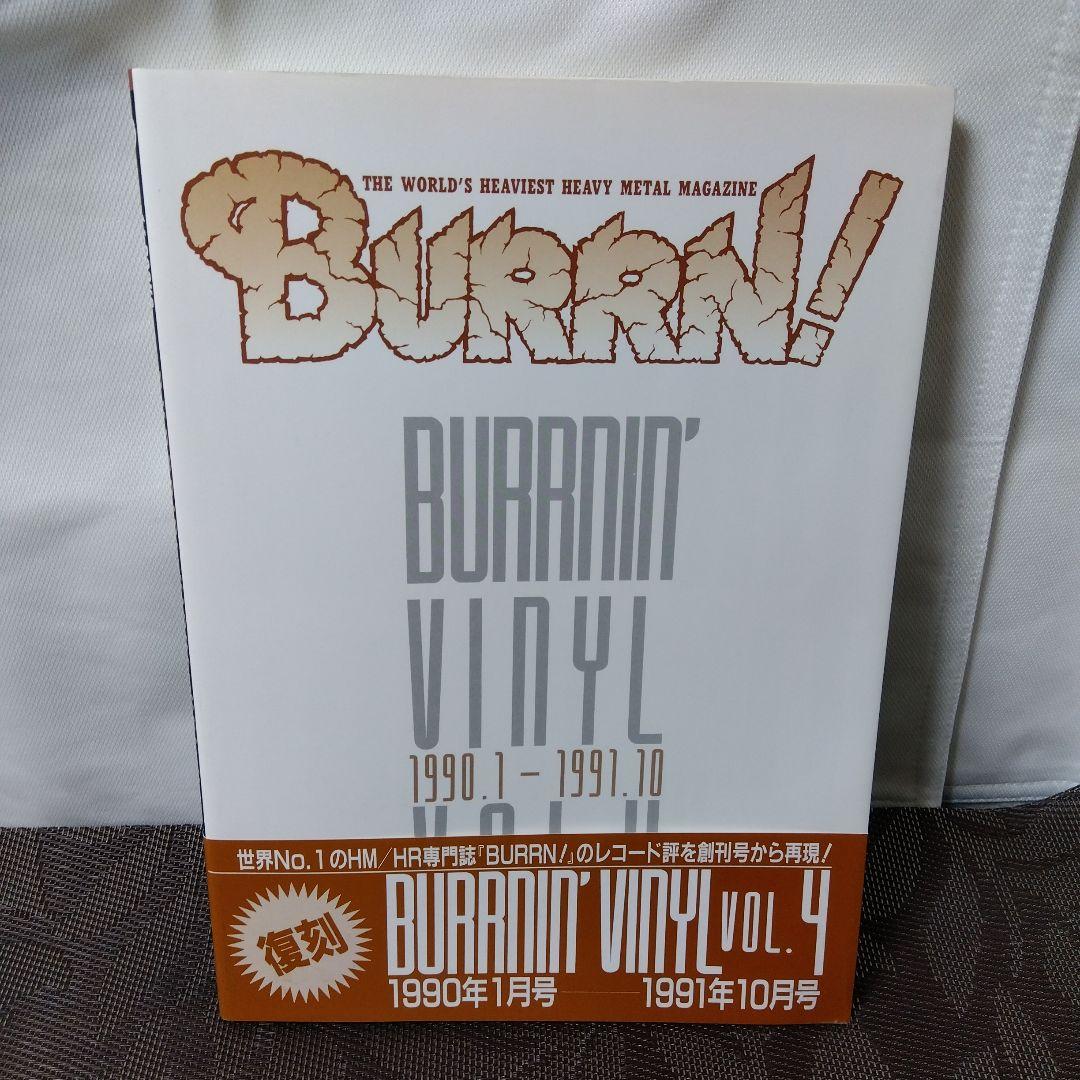 THE WORLD'S HEAVIEST HEAVY METAL MAGAZINE
BURRN!
BURRNIN'
VINYL
1990.1 – 1991.10
世界No.1のHM/HR専門誌『BURRN!』のレコード評を創刊号から再現!
復刻
BURRNIN' VINYL VOL. 4
1990年1月号 ―― 1991年10月号